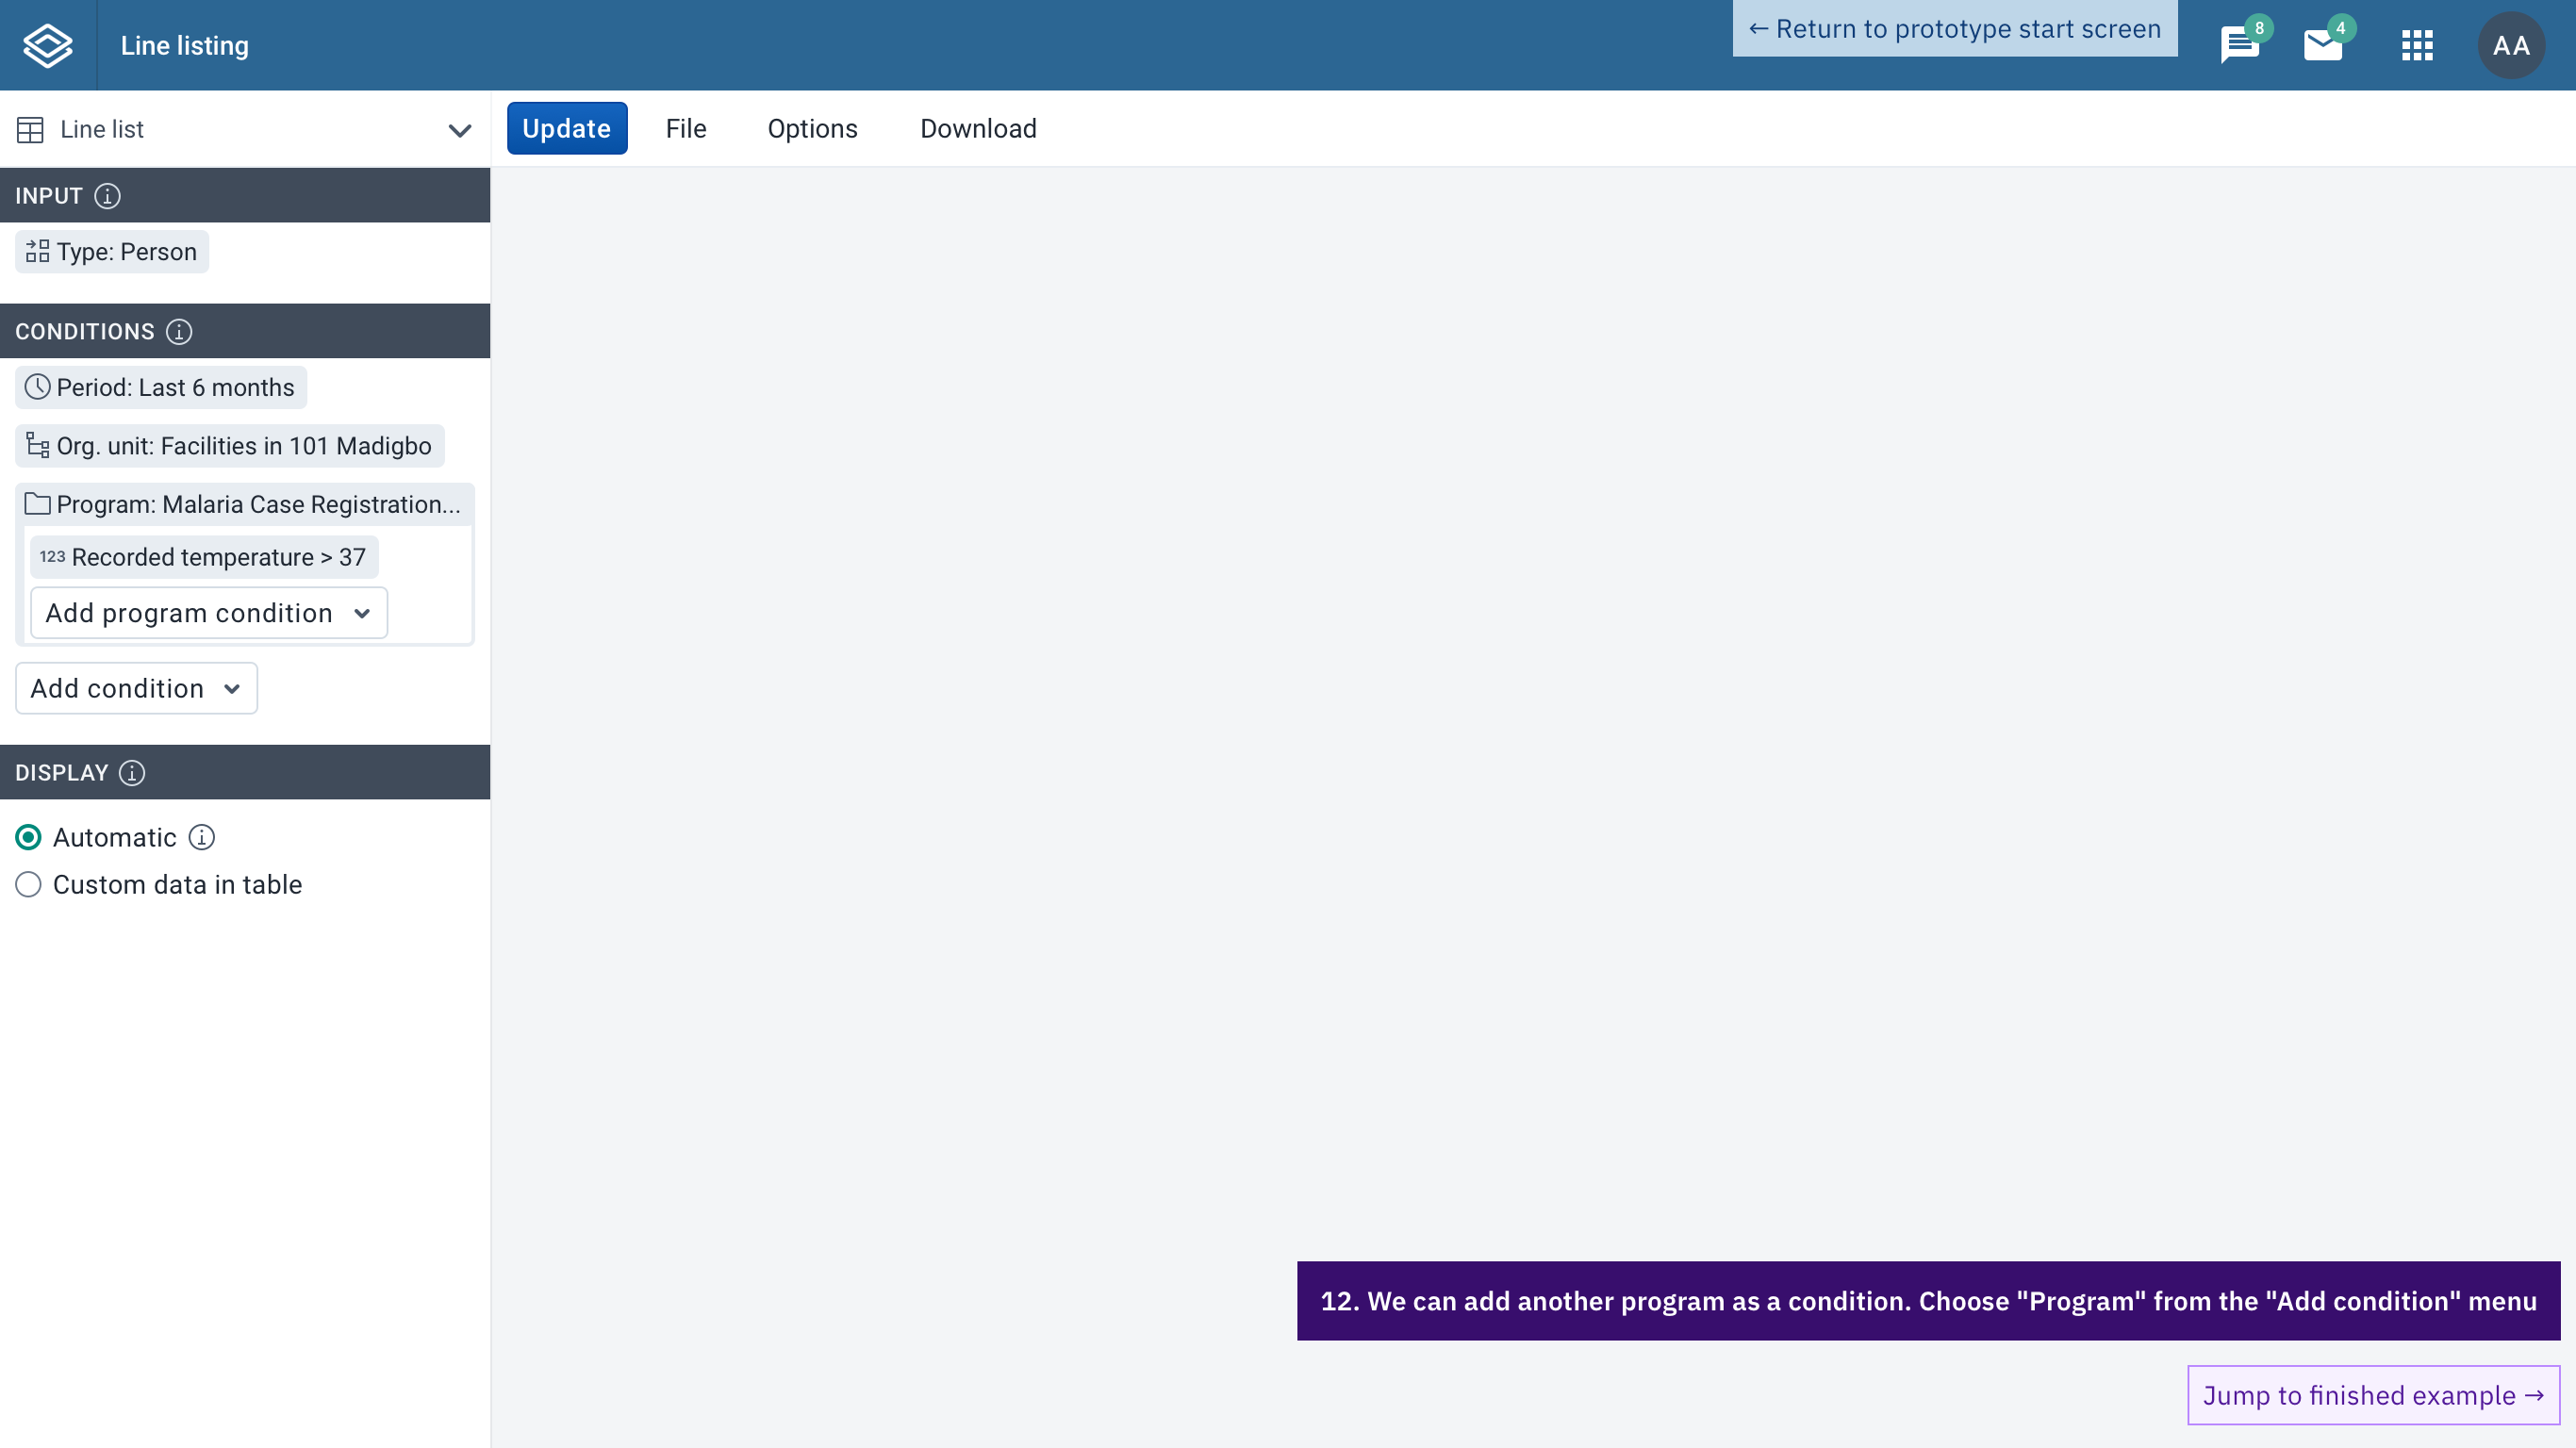 Line listing
← Return to prototype start screen
8
4
AA
Line list
Update
File
Options
Download
INPUT
Type: Person
CONDITIONS
Period: Last 6 months
Org. unit: Facilities in 101 Madigbo
Program: Malaria Case Registration...
123 Recorded temperature > 37
Add program condition
Add condition
DISPLAY
Automatic
Custom data in table
12. We can add another program as a condition. Choose "Program" from the "Add condition" menu
Jump to finished example →